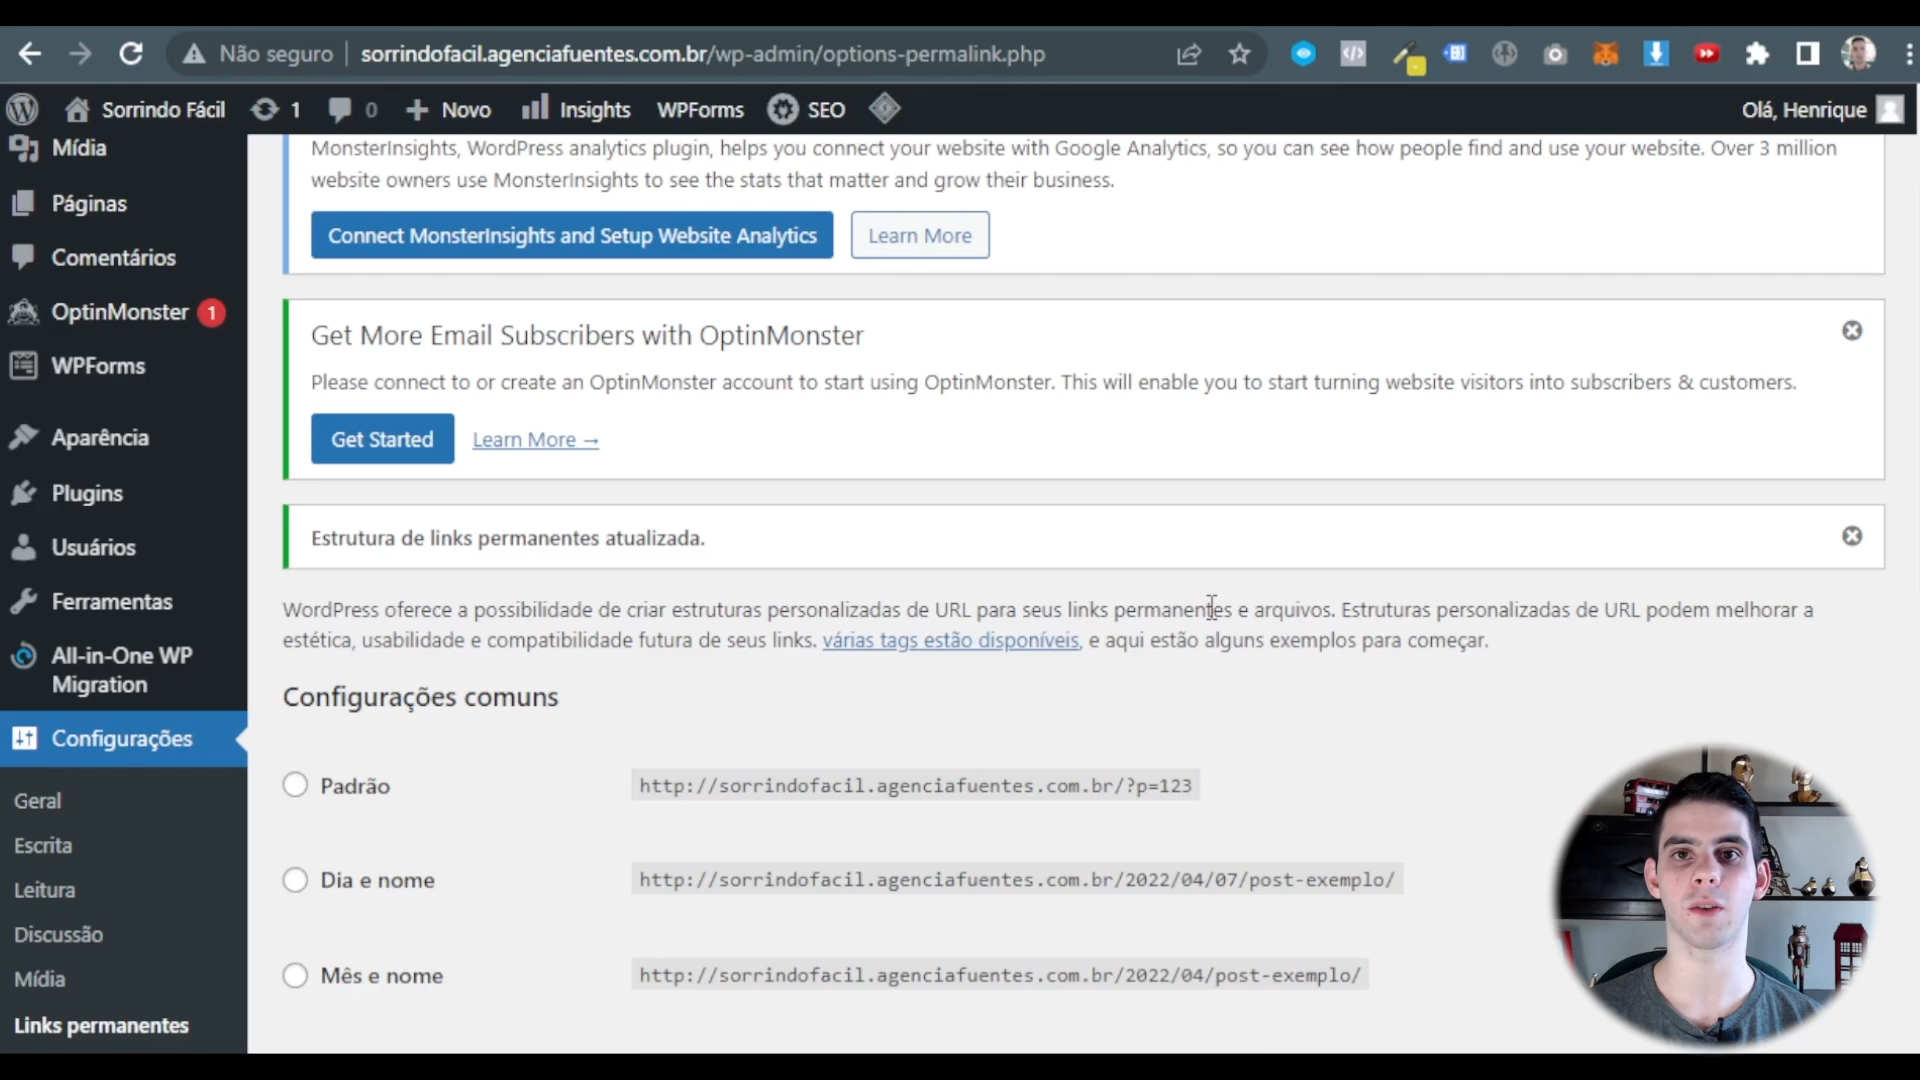 Não seguro
sorrindofacil.agenciafuentes.com.br/wp-admin/options-permalink.php
Sorrindo Fácil
1
0
Novo
Insights
WPForms
SEO
Olá, Henrique
Mídia
Páginas
Comentários
OptinMonster 1
WPForms
Aparência
Plugins
Usuários
Ferramentas
All-in-One WP
Migration
Configurações
Geral
Escrita
Leitura
Discussão
Mídia
Links permanentes
MonsterInsights, WordPress analytics plugin, helps you connect your website with Google Analytics, so you can see how people find and use your website. Over 3 million
website owners use MonsterInsights to see the stats that matter and grow their business.
Connect MonsterInsights and Setup Website Analytics
Learn More
Get More Email Subscribers with OptinMonster
Please connect to or create an OptinMonster account to start using OptinMonster. This will enable you to start turning website visitors into subscribers & customers.
Get Started
Learn More →
Estrutura de links permanentes atualizada.
WordPress oferece a possibilidade de criar estruturas personalizadas de URL para seus links permanentes e arquivos. Estruturas personalizadas de URL podem melhorar a
estética, usabilidade e compatibilidade futura de seus links. várias tags estão disponíveis, e aqui estão alguns exemplos para começar.
Configurações comuns
Padrão
http://sorrindofacil.agenciafuentes.com.br/?p=123
Dia e nome
http://sorrindofacil.agenciafuentes.com.br/2022/04/07/post-exemplo/
Mês e nome
http://sorrindofacil.agenciafuentes.com.br/2022/04/post-exemplo/